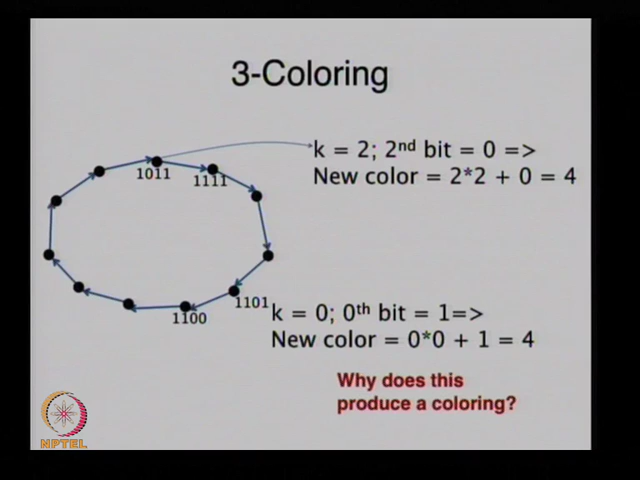 3-Coloring
k = 2; 2nd bit = 0 =>
New color = 2*2 + 0 = 4
1011
1111
1101
1100
k = 0; 0th bit = 1=>
New color = 0*0 + 1 = 4
Why does this
produce a coloring?
NPTEL